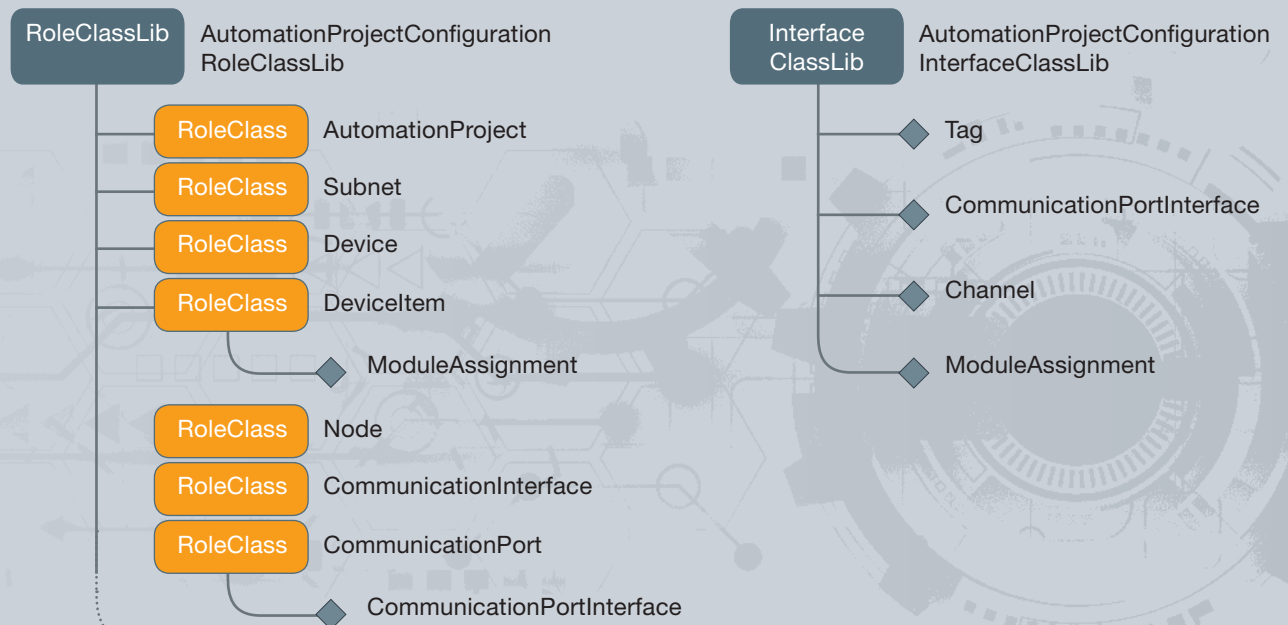 RoleClassLib
AutomationProjectConfiguration
RoleClassLib
RoleClass
AutomationProject
RoleClass
Subnet
RoleClass
Device
RoleClass
DeviceItem
ModuleAssignment
RoleClass
Node
RoleClass
CommunicationInterface
RoleClass
CommunicationPort
CommunicationPortInterface
Interface
ClassLib
AutomationProjectConfiguration
InterfaceClassLib
Tag
CommunicationPortInterface
Channel
ModuleAssignment